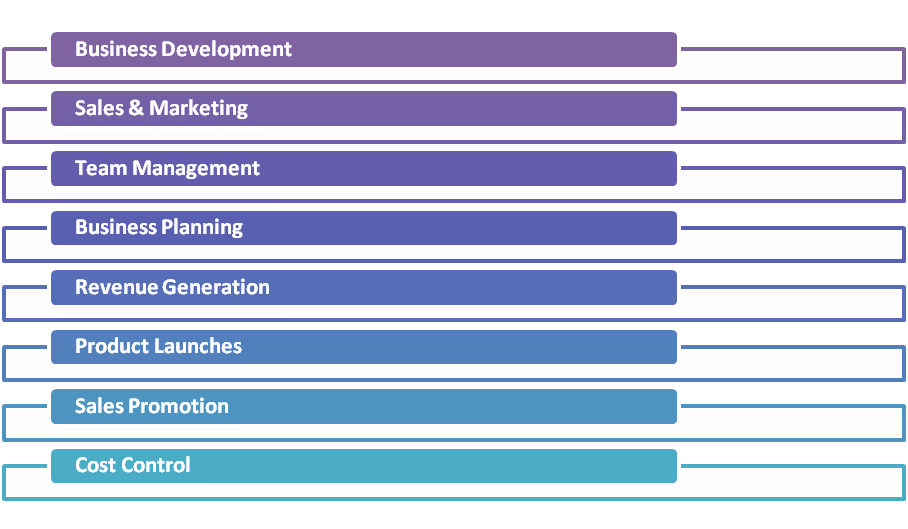 Business Development
Sales & Marketing
Team Management
Business Planning
Revenue Generation
Product Launches
Sales Promotion
Cost Control